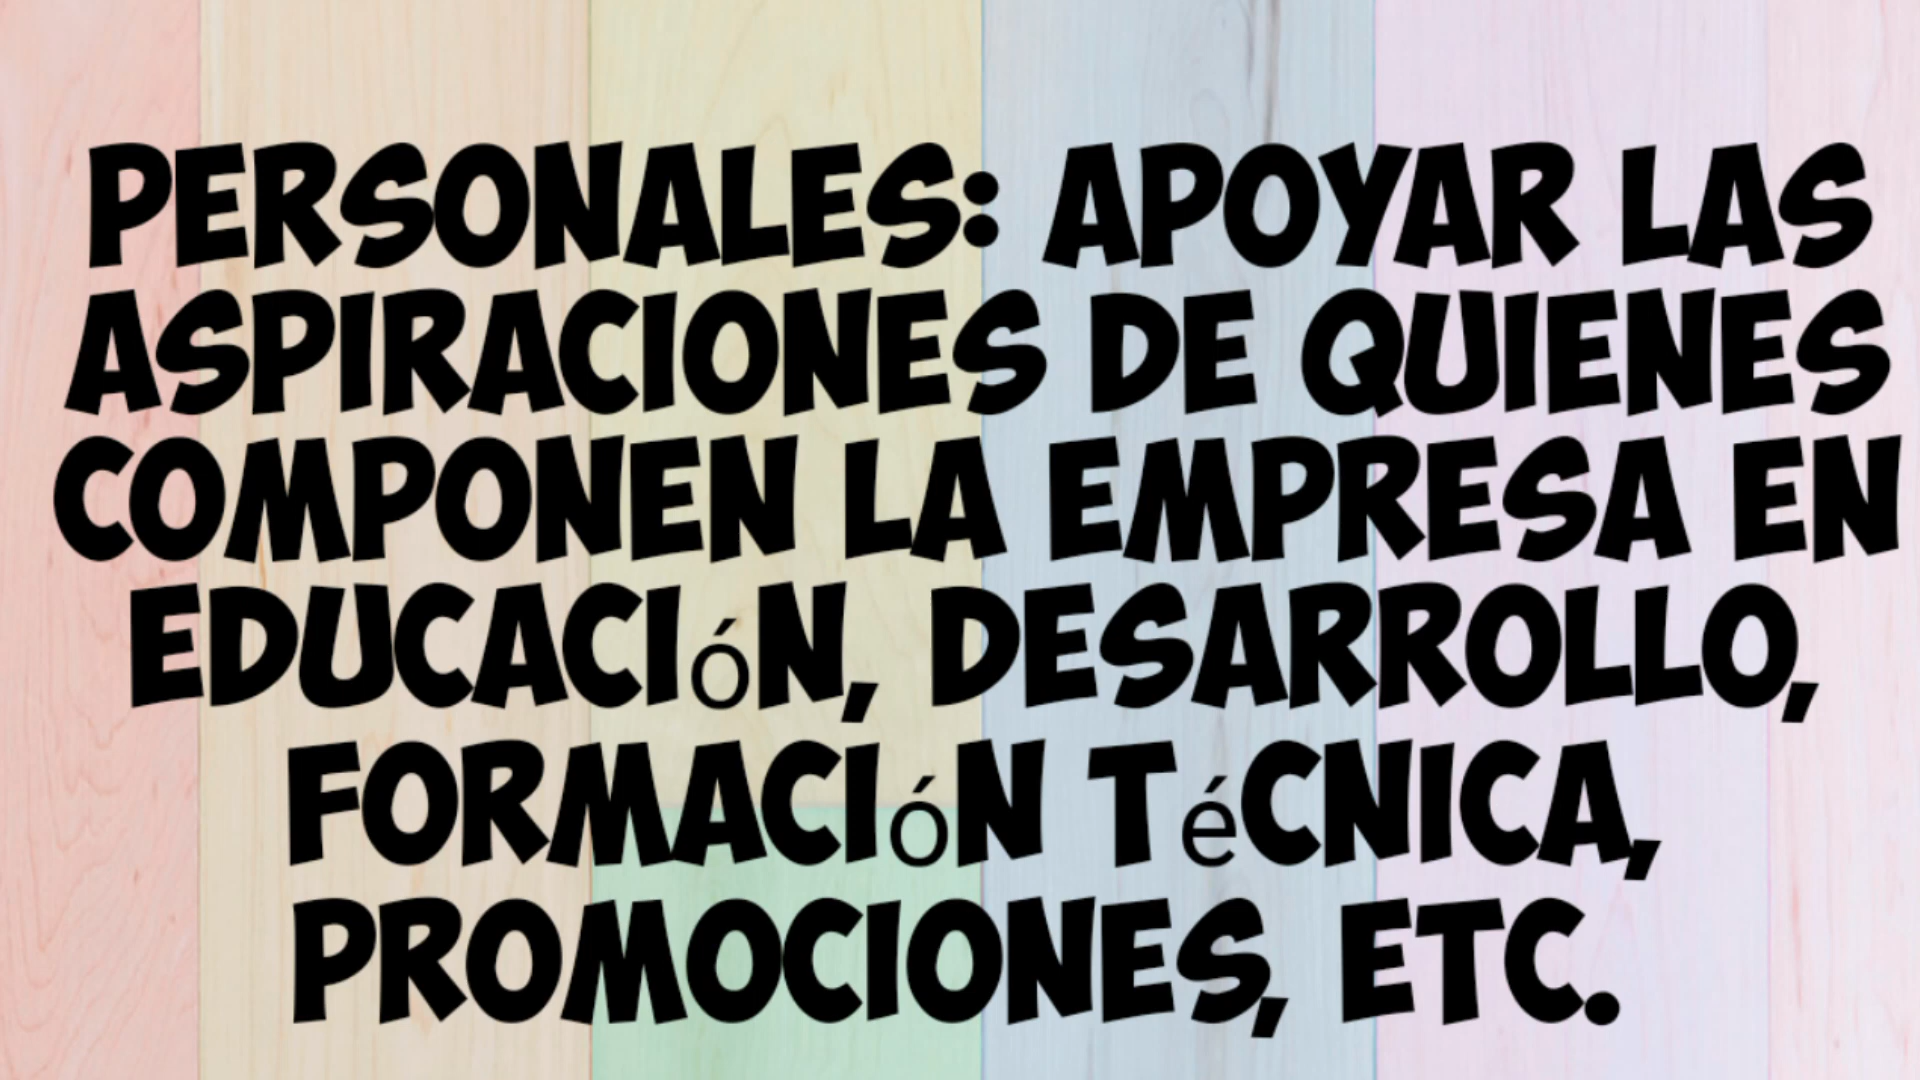 PERSONALES: APOYAR LAS
ASPIRACIONES DE QUIENES
COMPONEN LA EMPRESA EN
EDUCACIóN, DESARROLLO,
FORMACIóN TéCNICA,
PROMOCIONES, ETC.